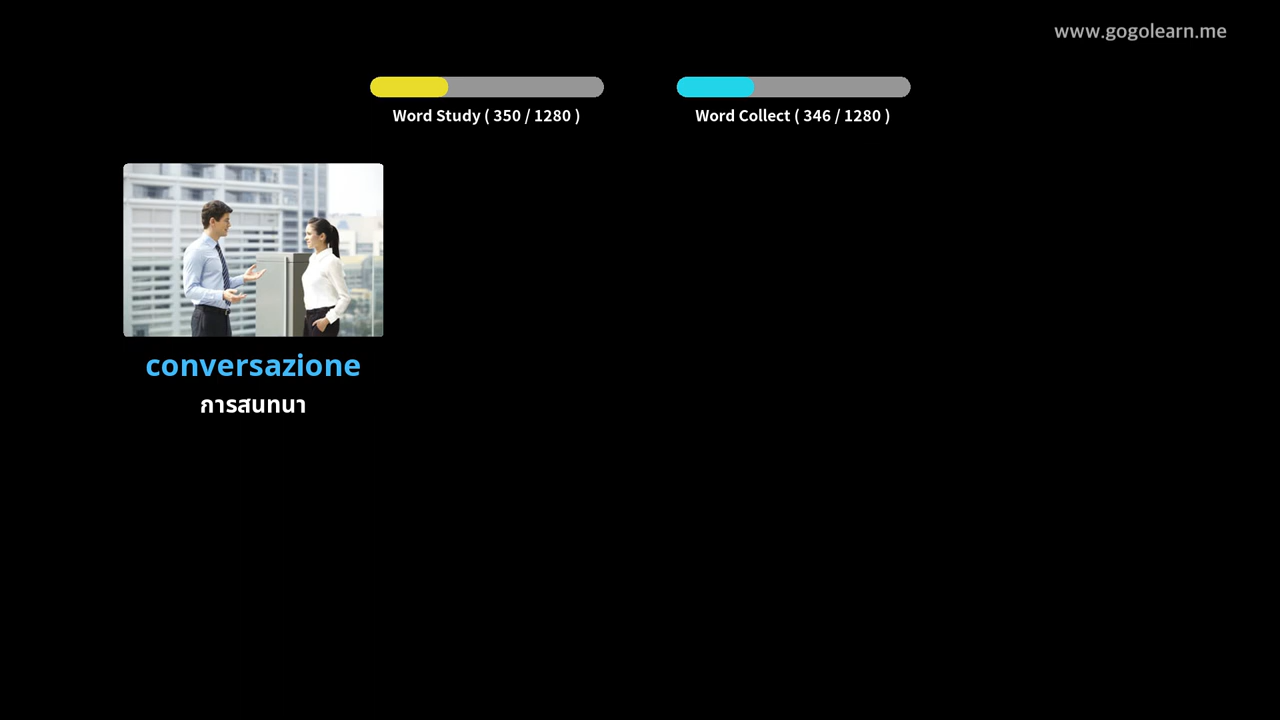 www.gogolearn.me
Word Study ( 350 / 1280 )
Word Collect ( 346 / 1280 )
conversazione
การสนทนา